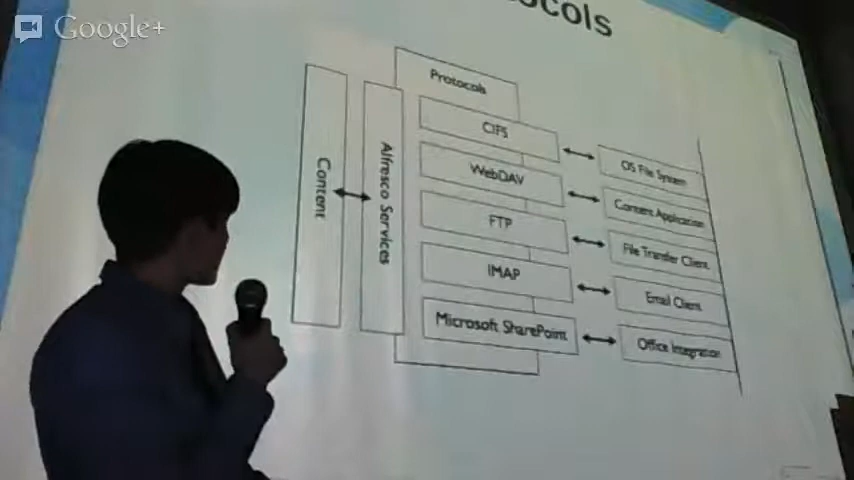 Google+
ocols
Protocols
Content
Alfresco Services
CIFS
OS File System
WebDAV
Content Application
FTP
File Transfer Client
IMAP
Email Client
Microsoft SharePoint
Office Integration